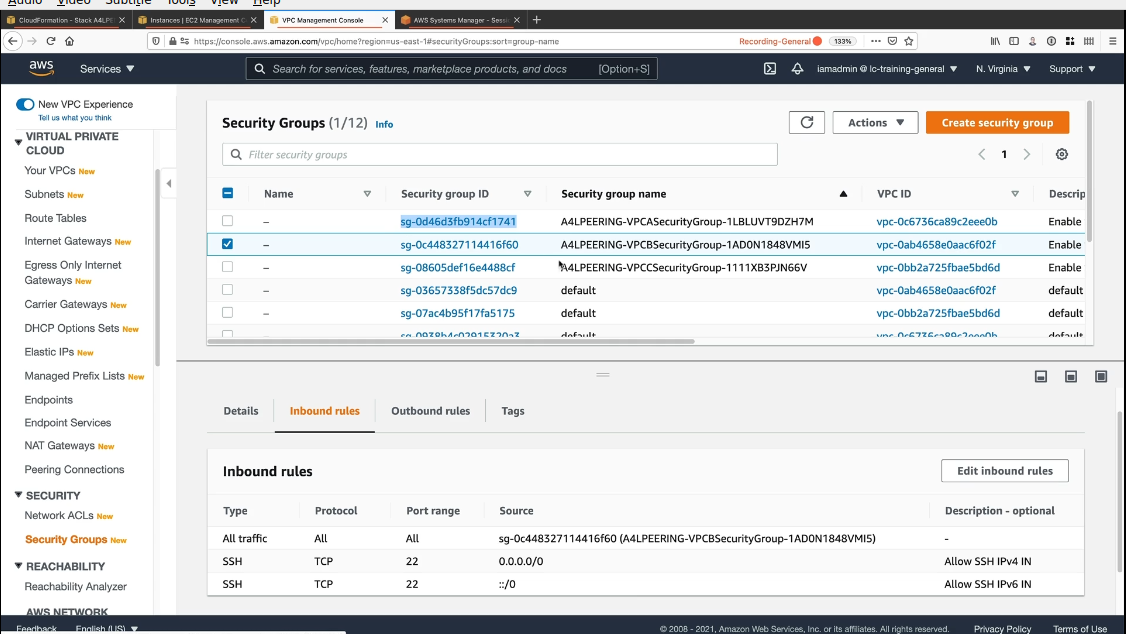 Audio Video Subtitle Tools View Help
CloudFormation - Stack A4LPE
Instances | EC2 Management C
VPC Management Console
AWS Systems Manager - Sessi
https://console.aws.amazon.com/vpc/home?region=us-east-1#securityGroups:sort=group-name
Recording-General
133%
aws
Services
Search for services, features, marketplace products, and docs [Option+S]
iamadmin @ lc-training-general
N. Virginia
Support
New VPC Experience
Tell us what you think
VIRTUAL PRIVATE
CLOUD
Your VPCs New
Subnets New
Route Tables
Internet Gateways New
Egress Only Internet
Gateways New
Carrier Gateways New
DHCP Options Sets New
Elastic IPs New
Managed Prefix Lists New
Endpoints
Endpoint Services
NAT Gateways New
Peering Connections
SECURITY
Network ACLs New
Security Groups New
REACHABILITY
Reachability Analyzer
AWS NETWORK
Security Groups (1/12) Info
Actions
Create security group
Filter security groups
1
Name Security group ID Security group name VPC ID Descrip
– sg-0d46d3fb914cf1741 A4LPEERING-VPCASecurityGroup-1LBLUVT9DZH7M vpc-0c6736ca89c2eee0b Enable
– sg-0c448327114416f60 A4LPEERING-VPCBSecurityGroup-1ADON1848VMI5 vpc-0ab4658e0aac6f02f Enable
– sg-08605def16e4488cf A4LPEERING-VPCCSecurityGroup-1111XB3PJN66V vpc-0bb2a725fbae5bd6d Enable
– sg-03657338f5dc57dc9 default vpc-0ab4658e0aac6f02f default
– sg-07ac4b95f17fa5175 default vpc-0bb2a725fbae5bd6d default
– sg-0938b4c02915320a3 default vpc-0c6736ca89c2eee0b default
Details
Inbound rules
Outbound rules
Tags
Inbound rules
Edit inbound rules
Type Protocol Port range Source Description - optional
All traffic All All sg-0c448327114416f60 (A4LPEERING-VPCBSecurityGroup-1ADON1848VMI5) -
SSH TCP 22 0.0.0.0/0 Allow SSH IPv4 IN
SSH TCP 22 ::/0 Allow SSH IPv6 IN
Feedback
English (US)
© 2008 - 2021, Amazon Web Services, Inc. or its affiliates. All rights reserved.
Privacy Policy
Terms of Use